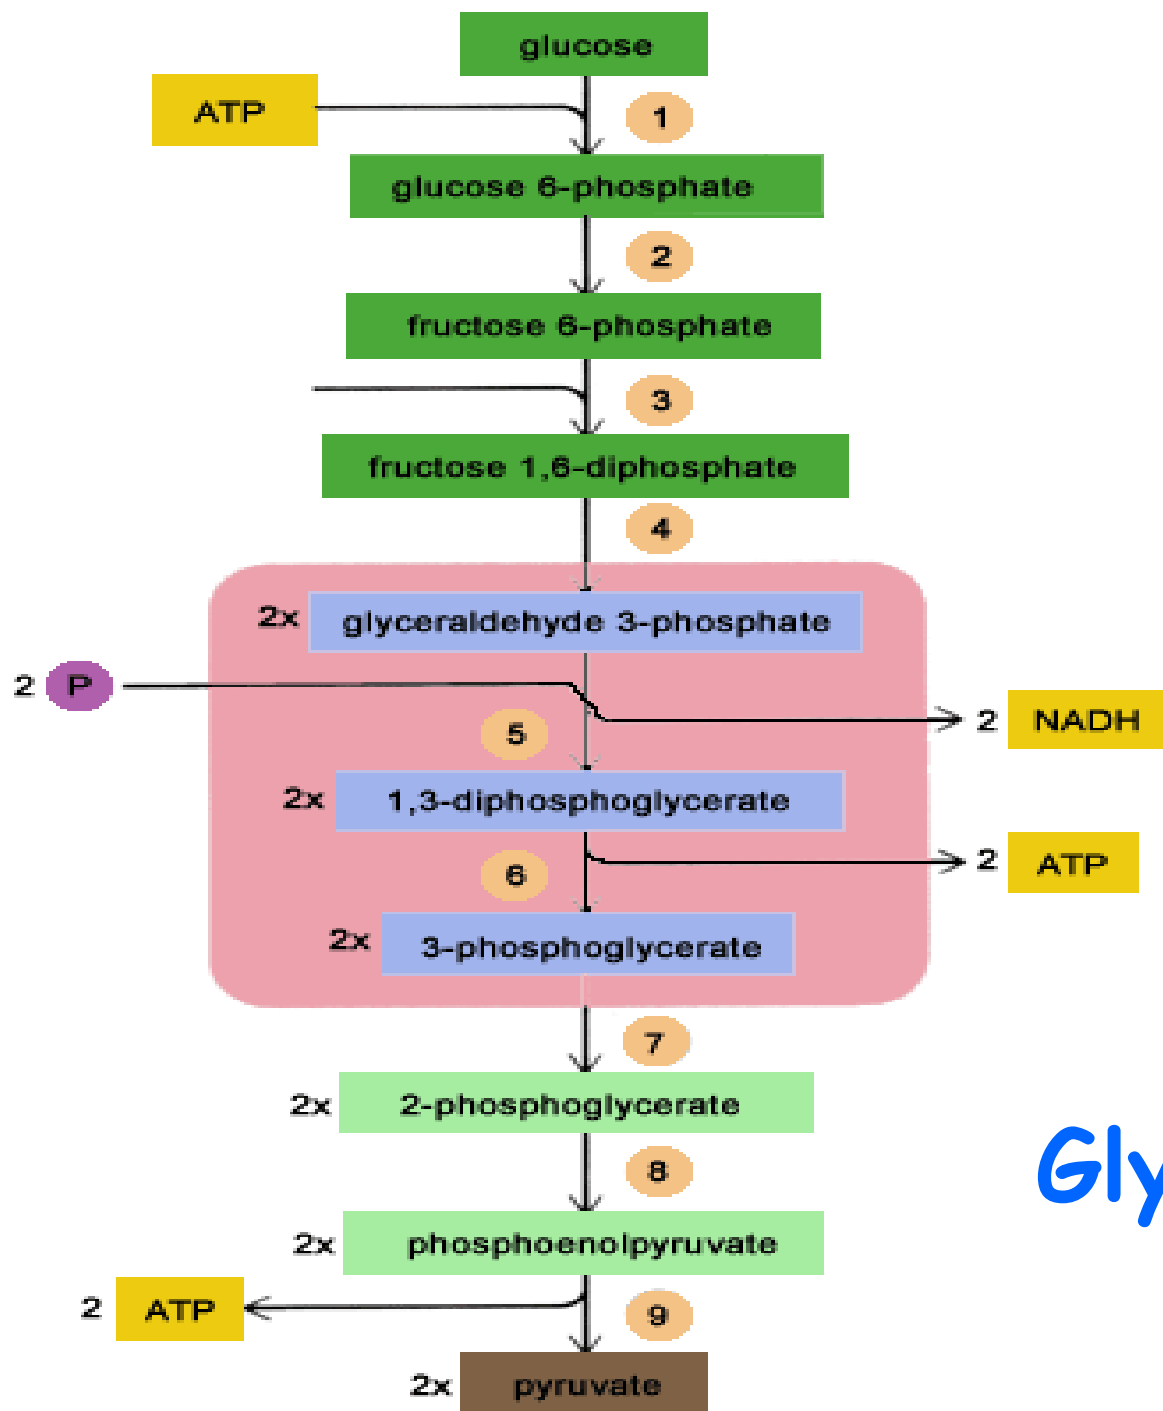 glucose
ATP
1
glucose 6-phosphate
2
fructose 6-phosphate
3
fructose 1,6-diphosphate
4
2x glyceraldehyde 3-phosphate
2 P
2 NADH
5
2x 1,3-diphosphoglycerate
2 ATP
6
2x 3-phosphoglycerate
7
2x 2-phosphoglycerate
Gly
8
2x phosphoenolpyruvate
2 ATP
9
2x pyruvate